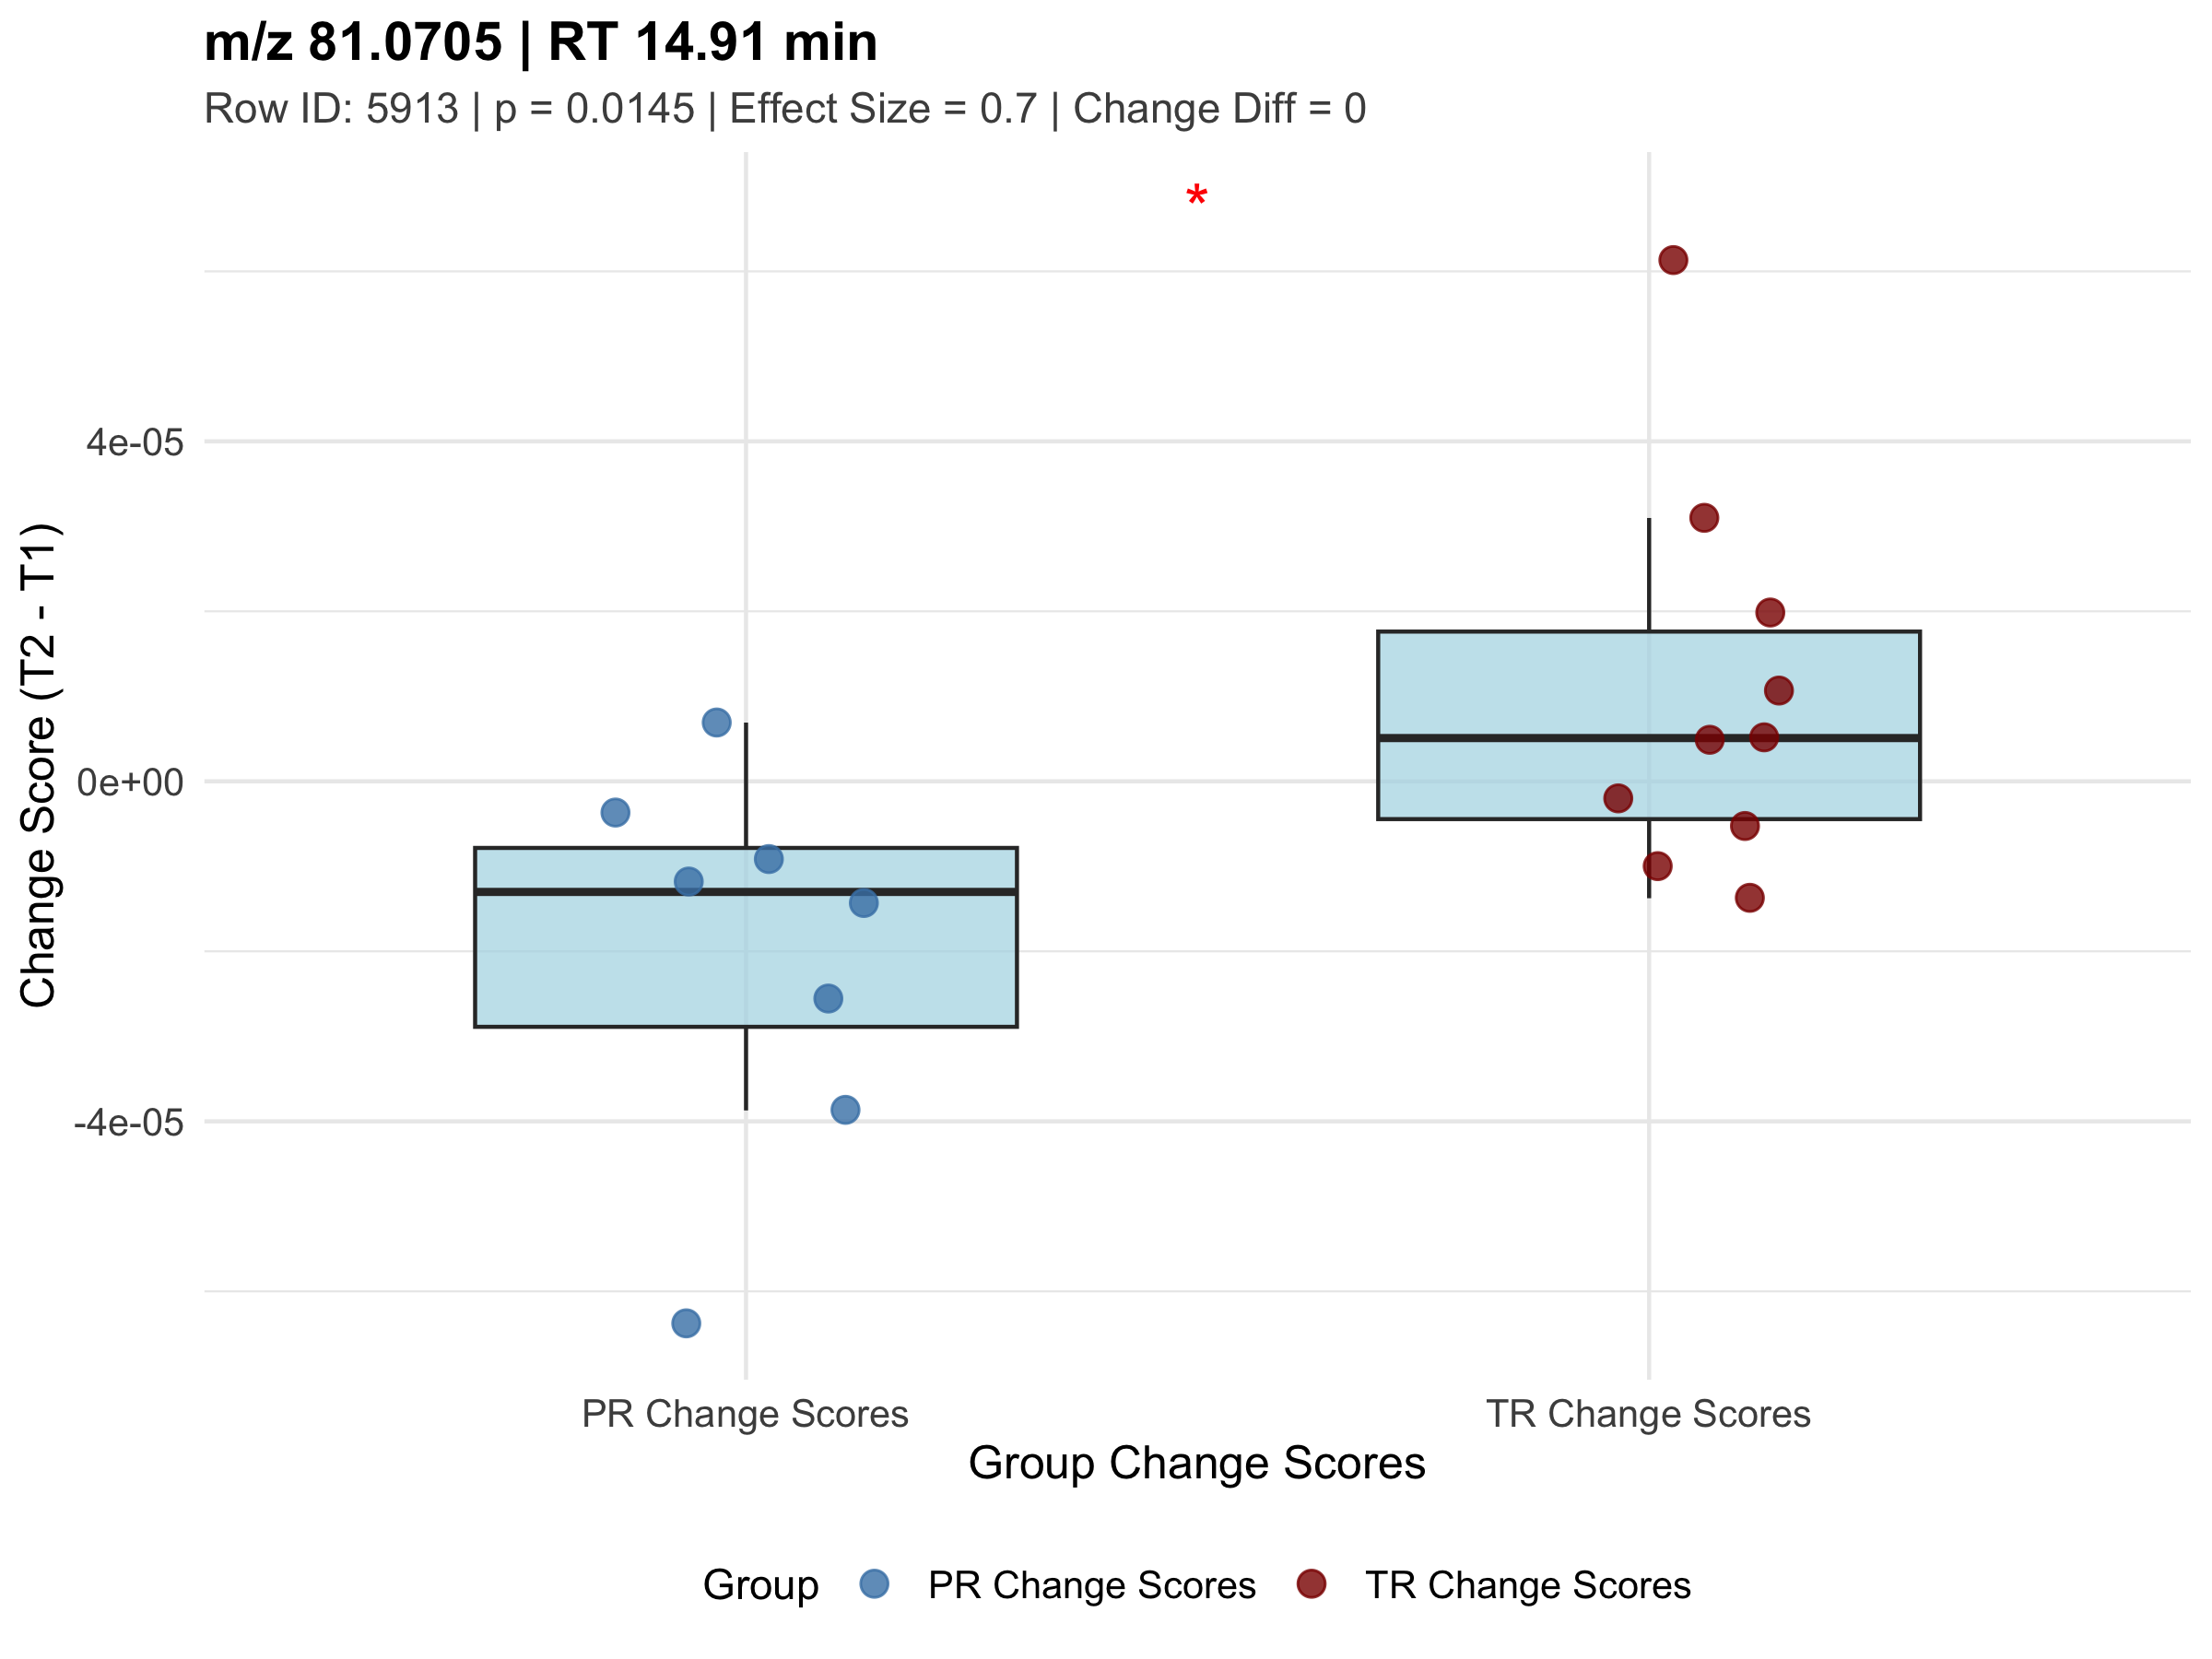 m/z 81.0705 | RT 14.91 min
Row ID: 5913 | p = 0.0145 | Effect Size = 0.7 | Change Diff = 0
*
Change Score (T2 - T1)
4e-05
0e+00
-4e-05
PR Change Scores
TR Change Scores
Group Change Scores
Group
PR Change Scores
TR Change Scores